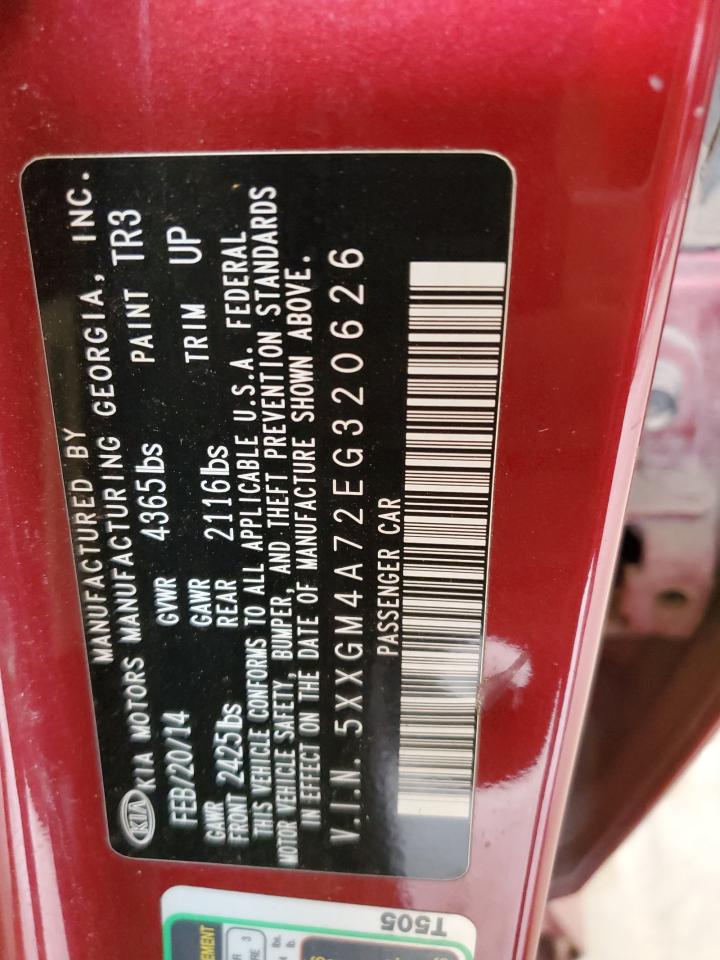 MANUFACTURED BY
KIA KIA MOTORS MANUFACTURING GEORGIA, INC.
FEB/20/14 GVWR 4365lbs PAINT TR3
GAWR FRONT 2425lbs GAWR REAR 2116lbs TRIM UP
THIS VEHICLE CONFORMS TO ALL APPLICABLE U.S.A. FEDERAL
MOTOR VEHICLE SAFETY, BUMPER, AND THEFT PREVENTION STANDARDS
IN EFFECT ON THE DATE OF MANUFACTURE SHOWN ABOVE.
V.I.N. 5XXGM4A72EG320626
PASSENGER CAR
T505